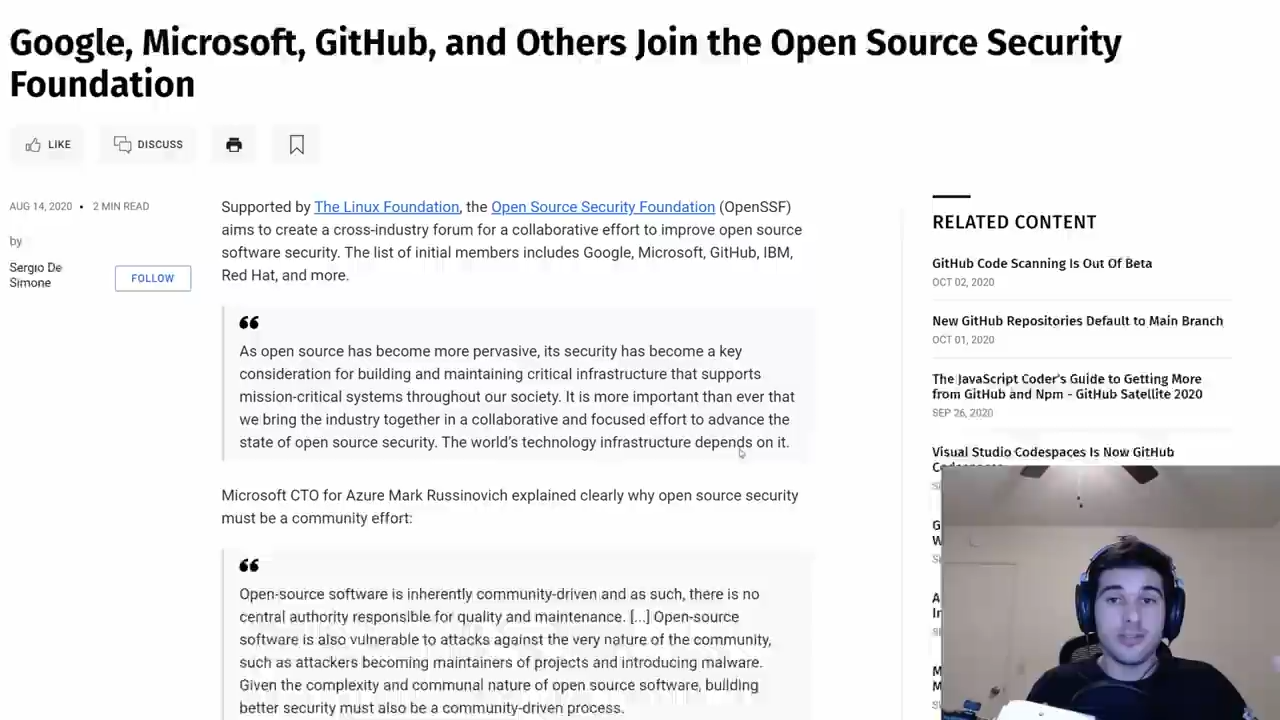 Google, Microsoft, GitHub, and Others Join the Open Source Security
Foundation
LIKE
DISCUSS
AUG 14, 2020 • 2 MIN READ
by
Sergio De
Simone
FOLLOW
Supported by The Linux Foundation, the Open Source Security Foundation (OpenSSF)
aims to create a cross-industry forum for a collaborative effort to improve open source
software security. The list of initial members includes Google, Microsoft, GitHub, IBM,
Red Hat, and more.
As open source has become more pervasive, its security has become a key
consideration for building and maintaining critical infrastructure that supports
mission-critical systems throughout our society. It is more important than ever that
we bring the industry together in a collaborative and focused effort to advance the
state of open source security. The world's technology infrastructure depends on it.
Microsoft CTO for Azure Mark Russinovich explained clearly why open source security
must be a community effort:
Open-source software is inherently community-driven and as such, there is no
central authority responsible for quality and maintenance. [...] Open-source
software is also vulnerable to attacks against the very nature of the community,
such as attackers becoming maintainers of projects and introducing malware.
Given the complexity and communal nature of open source software, building
better security must also be a community-driven process.
RELATED CONTENT
GitHub Code Scanning Is Out Of Beta
OCT 02, 2020
New GitHub Repositories Default to Main Branch
OCT 01, 2020
The JavaScript Coder's Guide to Getting More
from GitHub and Npm - GitHub Satellite 2020
SEP 26, 2020
Visual Studio Codespaces Is Now GitHub